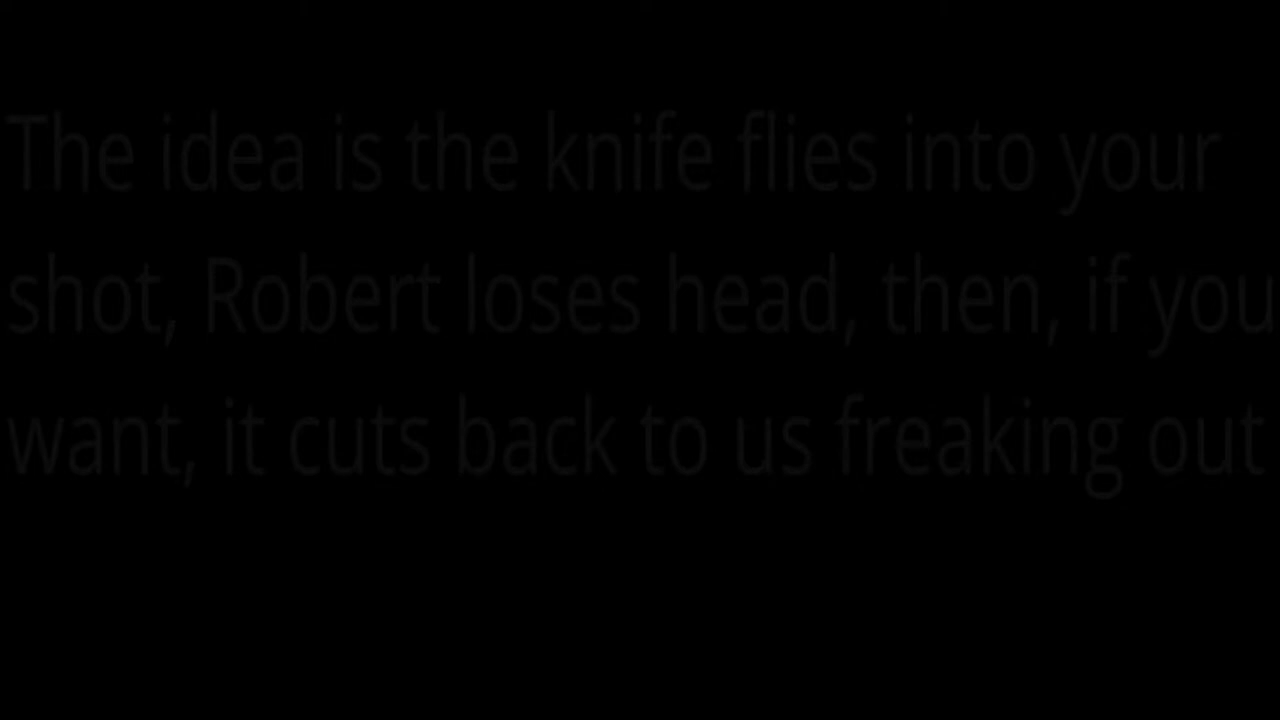 The idea is the knife flies into your
shot, Robert loses head, then, if you
want, it cuts back to us freaking out